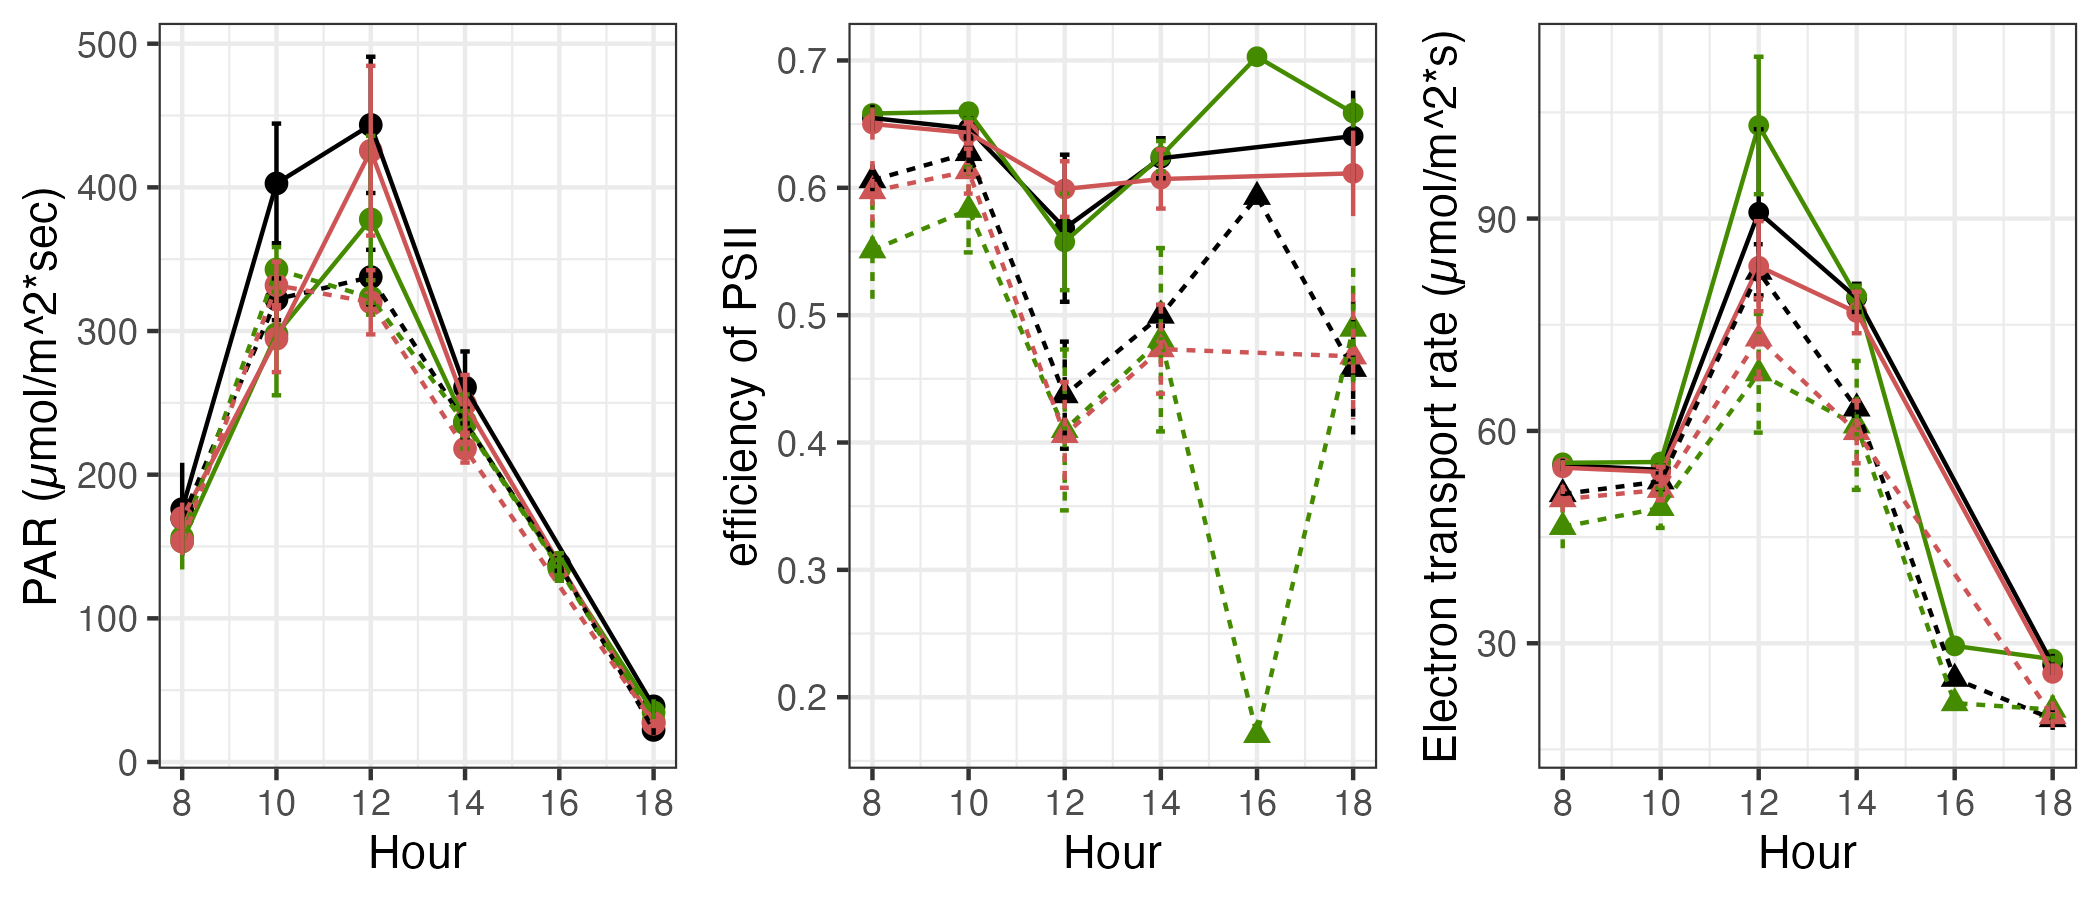 PAR (µmol/m^2*sec)
500
400
300
200
100
0
8 10 12 14 16 18
Hour
efficiency of PSII
0.7
0.6
0.5
0.4
0.3
0.2
8 10 12 14 16 18
Hour
Electron transport rate (µmol/m^2*s)
90
60
30
8 10 12 14 16 18
Hour